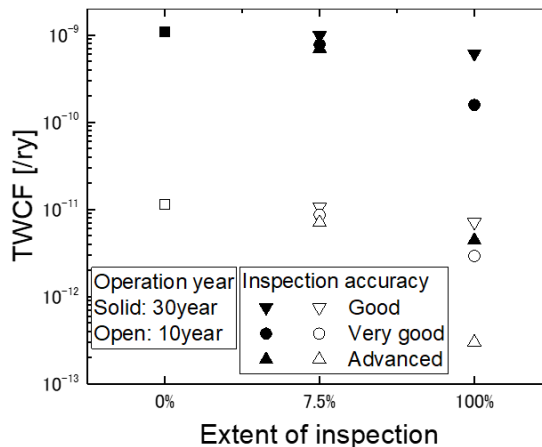 TWCF [/ry]
10-9
10-10
10-11
10-12
10-13
Operation year
Solid: 30year
Open: 10year
Inspection accuracy
Good
Very good
Advanced
0%
7.5%
100%
Extent of inspection